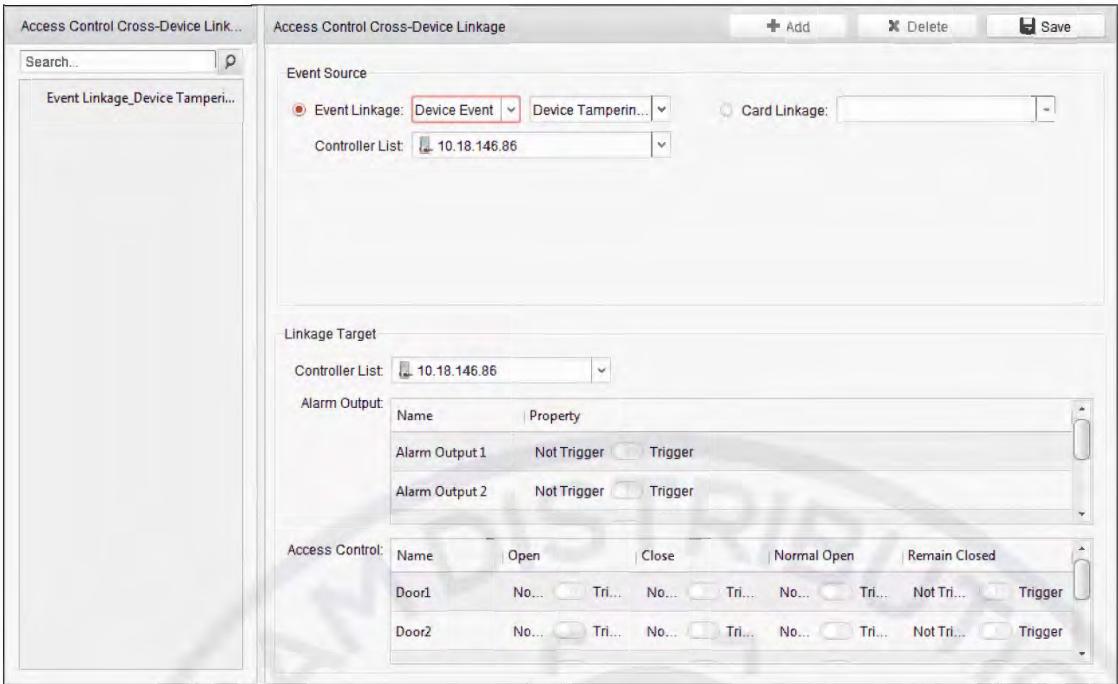 Access Control Cross-Device Link...
Search...
Event Linkage_Device Tamperi...
Access Control Cross-Device Linkage
Add
Delete
Save
Event Source
Event Linkage: Device Event Device Tamperin...
Card Linkage:
Controller List: 10.18.146.86
Linkage Target
Controller List: 10.18.146.86
Alarm Output:
Name Property
Alarm Output 1 Not Trigger Trigger
Alarm Output 2 Not Trigger Trigger
Access Control:
Name Open Close Normal Open Remain Closed
Door1 No... Tri... No... Tri... No... Tri... Not Tri... Trigger
Door2 No... Tri... No... Tri... No... Tri... Not Tri... Trigger
AM DISTRIBUTIO